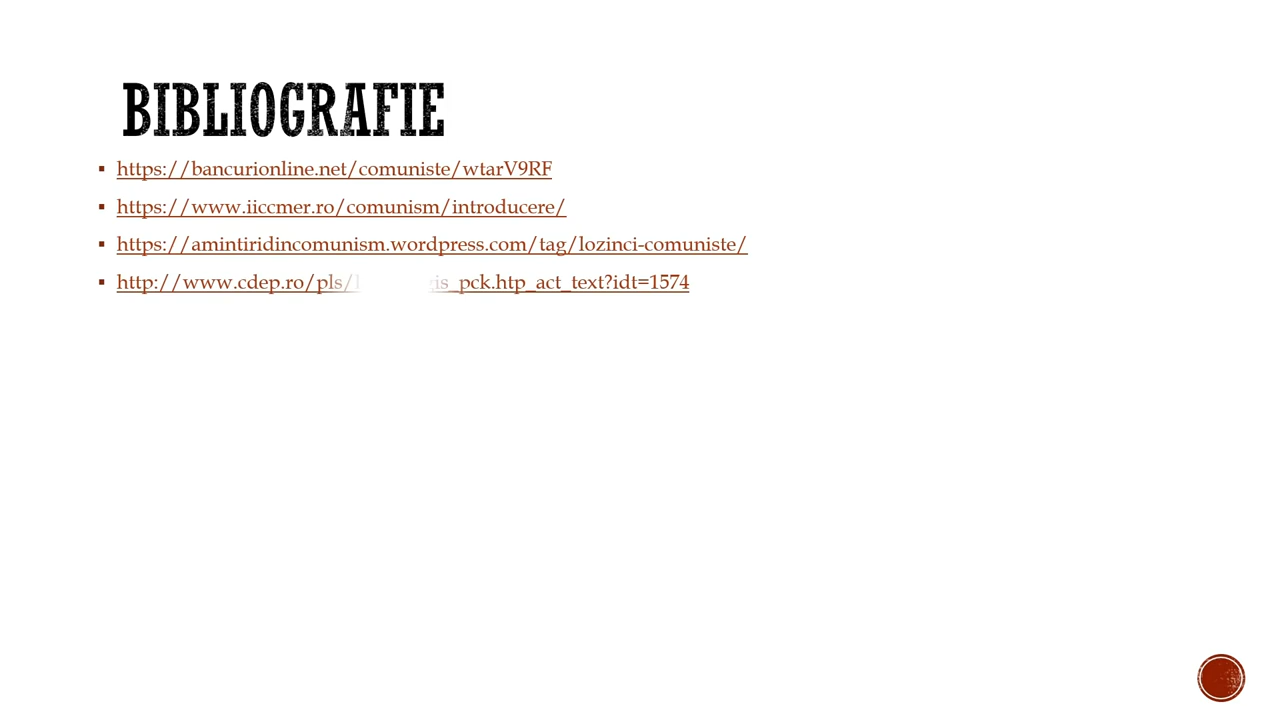 BIBLIOGRAFIE
https://bancurionline.net/comuniste/wtarV9RF
https://www.iiccmer.ro/comunism/introducere/
https://amintiridincomunism.wordpress.com/tag/lozinci-comuniste/
http://www.cdep.ro/pls/ is_pck.htp_act_text?idt=1574